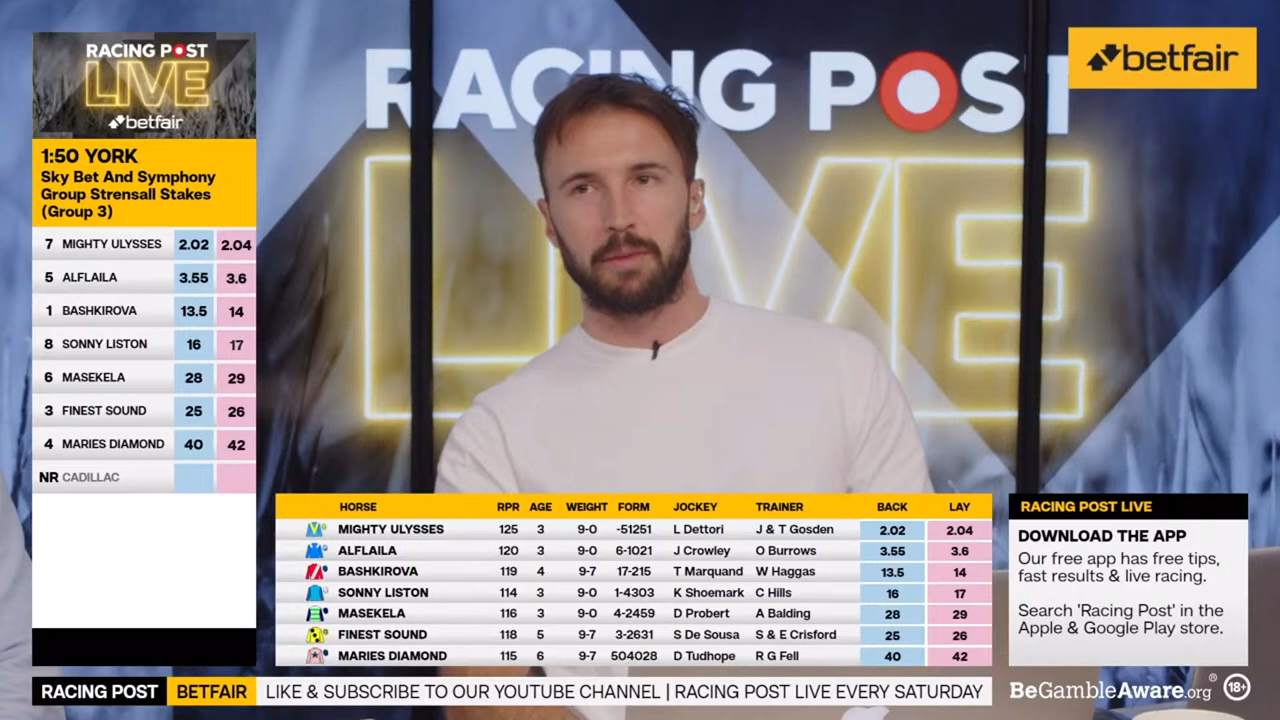 RACING POST
LIVE
betfair
1:50 YORK
Sky Bet And Symphony
Group Strensall Stakes
(Group 3)
7 MIGHTY ULYSSES 2.02 2.04
5 ALFLAILA 3.55 3.6
1 BASHKIROVA 13.5 14
8 SONNY LISTON 16 17
6 MASEKELA 28 29
3 FINEST SOUND 25 26
4 MARIES DIAMOND 40 42
NR CADILLAC
RACING POST
LIVE
betfair
HORSE RPR AGE WEIGHT FORM JOCKEY TRAINER BACK LAY
MIGHTY ULYSSES 125 3 9-0 -51251 L Dettori J & T Gosden 2.02 2.04
ALFLAILA 120 3 9-0 6-1021 J Crowley O Burrows 3.55 3.6
BASHKIROVA 119 4 9-7 17-215 T Marquand W Haggas 13.5 14
SONNY LISTON 114 3 9-0 1-4303 K Shoemark C Hills 16 17
MASEKELA 116 3 9-0 4-2459 D Probert A Balding 28 29
FINEST SOUND 118 5 9-7 3-2631 S De Sousa S & E Crisford 25 26
MARIES DIAMOND 115 6 9-7 504028 D Tudhope R G Fell 40 42
RACING POST LIVE
DOWNLOAD THE APP
Our free app has free tips,
fast results & live racing.
Search 'Racing Post' in the
Apple & Google Play store.
RACING POST BETFAIR LIKE & SUBSCRIBE TO OUR YOUTUBE CHANNEL | RACING POST LIVE EVERY SATURDAY
BeGambleAware.org® 18+